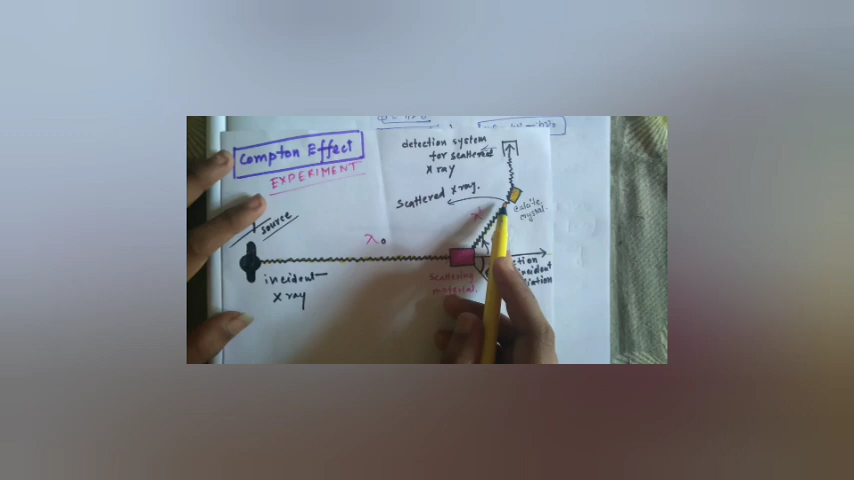 Compton Effect
EXPERIMENT
detection system
for scattered
X ray
scattered X ray.
λ'
calcite
crystal.
source
λ₀
incident
X ray
scattering
material.
incident